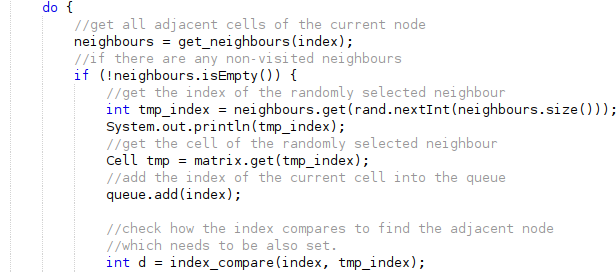 do {
//get all adjacent cells of the current node
neighbours = get_neighbours(index);
//if there are any non-visited neighbours
if (!neighbours.isEmpty()) {
//get the index of the randomly selected neighbour
int tmp_index = neighbours.get(rand.nextInt(neighbours.size()));
System.out.println(tmp_index);
//get the cell of the randomly selected neighbour
Cell tmp = matrix.get(tmp_index);
//add the index of the current cell into the queue
queue.add(index);
//check how the index compares to find the adjacent node
//which needs to be also set.
int d = index_compare(index, tmp_index);